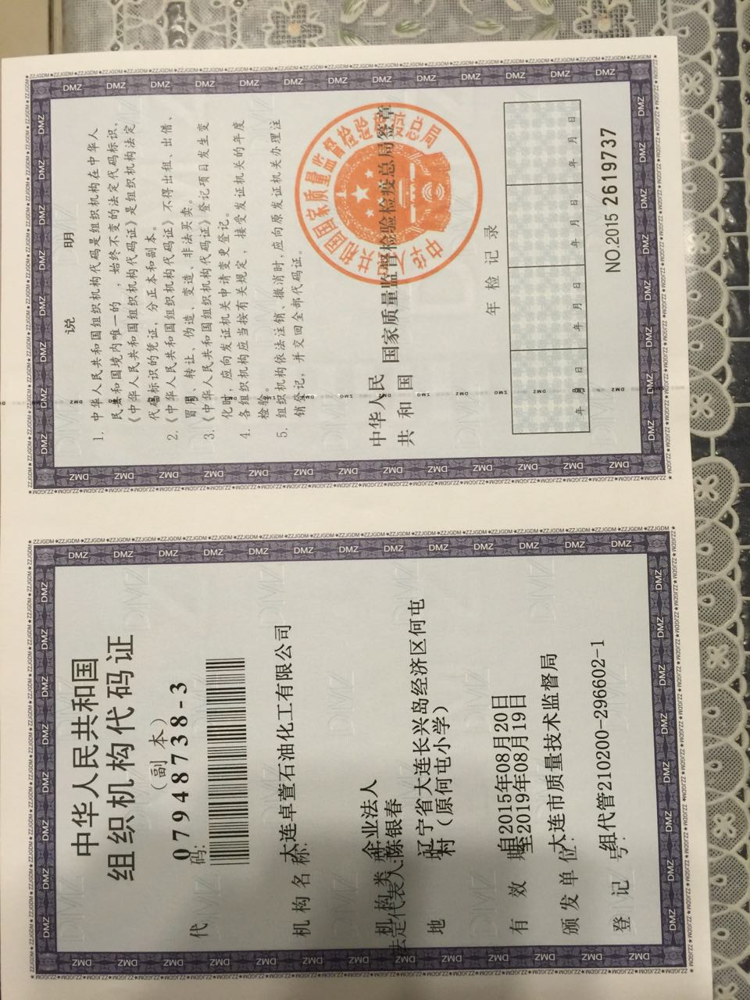 中华人民共和国
组织机构代码证
（副 本）
代 码：
07948738-3
机 构 名 称：
大连卓萱石油化工有限公司
机 构 类 型：
企业法人
法定代表人：
陈银春
地
辽宁省大连长兴岛经济区何屯
村（原何屯小学）
有 效 期：
自2015年08月20日
至2019年08月19日
颁 发 单 位：
大连市质量技术监督局
登 记 号：
组代管210200-296602-1
说 明
1. 中华人民共和国组织机构代码是组织机构在中华人
民共和国境内唯一的 、始终不变的法定代码标识，
《中华人民共和国组织机构代码证》是组织机构法定
代码标识的凭证，分正本和副本。
2.《中华人民共和国组织机构代码证》不得出租、出借、
冒用、转让、伪造、变造、非法买卖。
3.《中华人民共和国组织机构代码证》登记项目发生变
化时，应向发证机关申请变更登记。
4. 各组织机构应当按有关规定，接受发证机关的年度
检验。
5. 组织机构依法注销、撤消时，应向原发证机关办理注
销登记，并交回全部代码证。
中华人民
共 和 国
国家质量监督检验检疫总局签章
中华人民共和国国家质量监督检验检疫总局
年 检 记 录
年 月 日
年 月 日
年 月 日
年 月 日
NO.2015 2619737